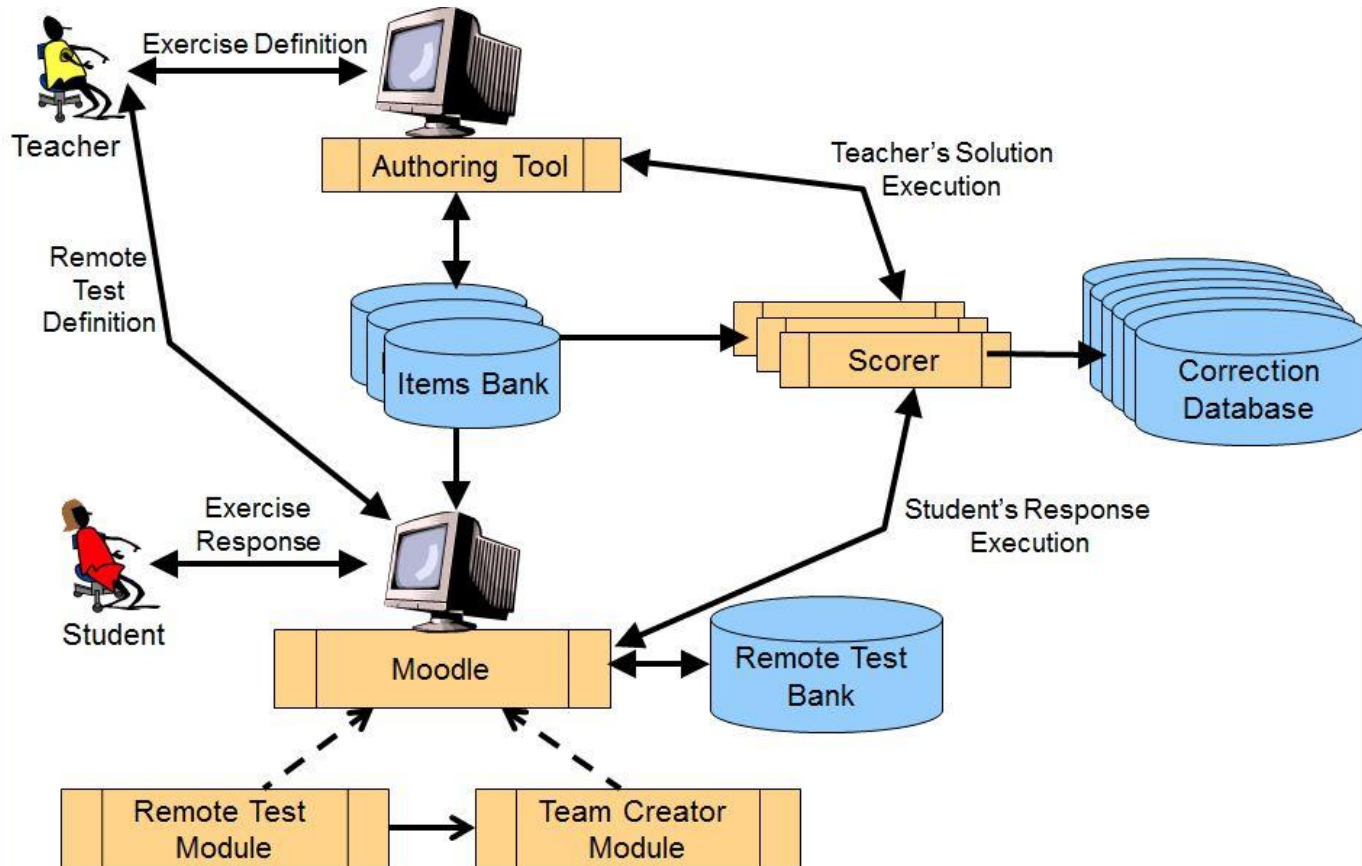 Exercise Definition
Teacher
Authoring Tool
Teacher's Solution
Execution
Remote
Test
Definition
Items Bank
Scorer
Correction
Database
Exercise
Response
Student
Student's Response
Execution
Moodle
Remote Test
Bank
Remote Test
Module
Team Creator
Module